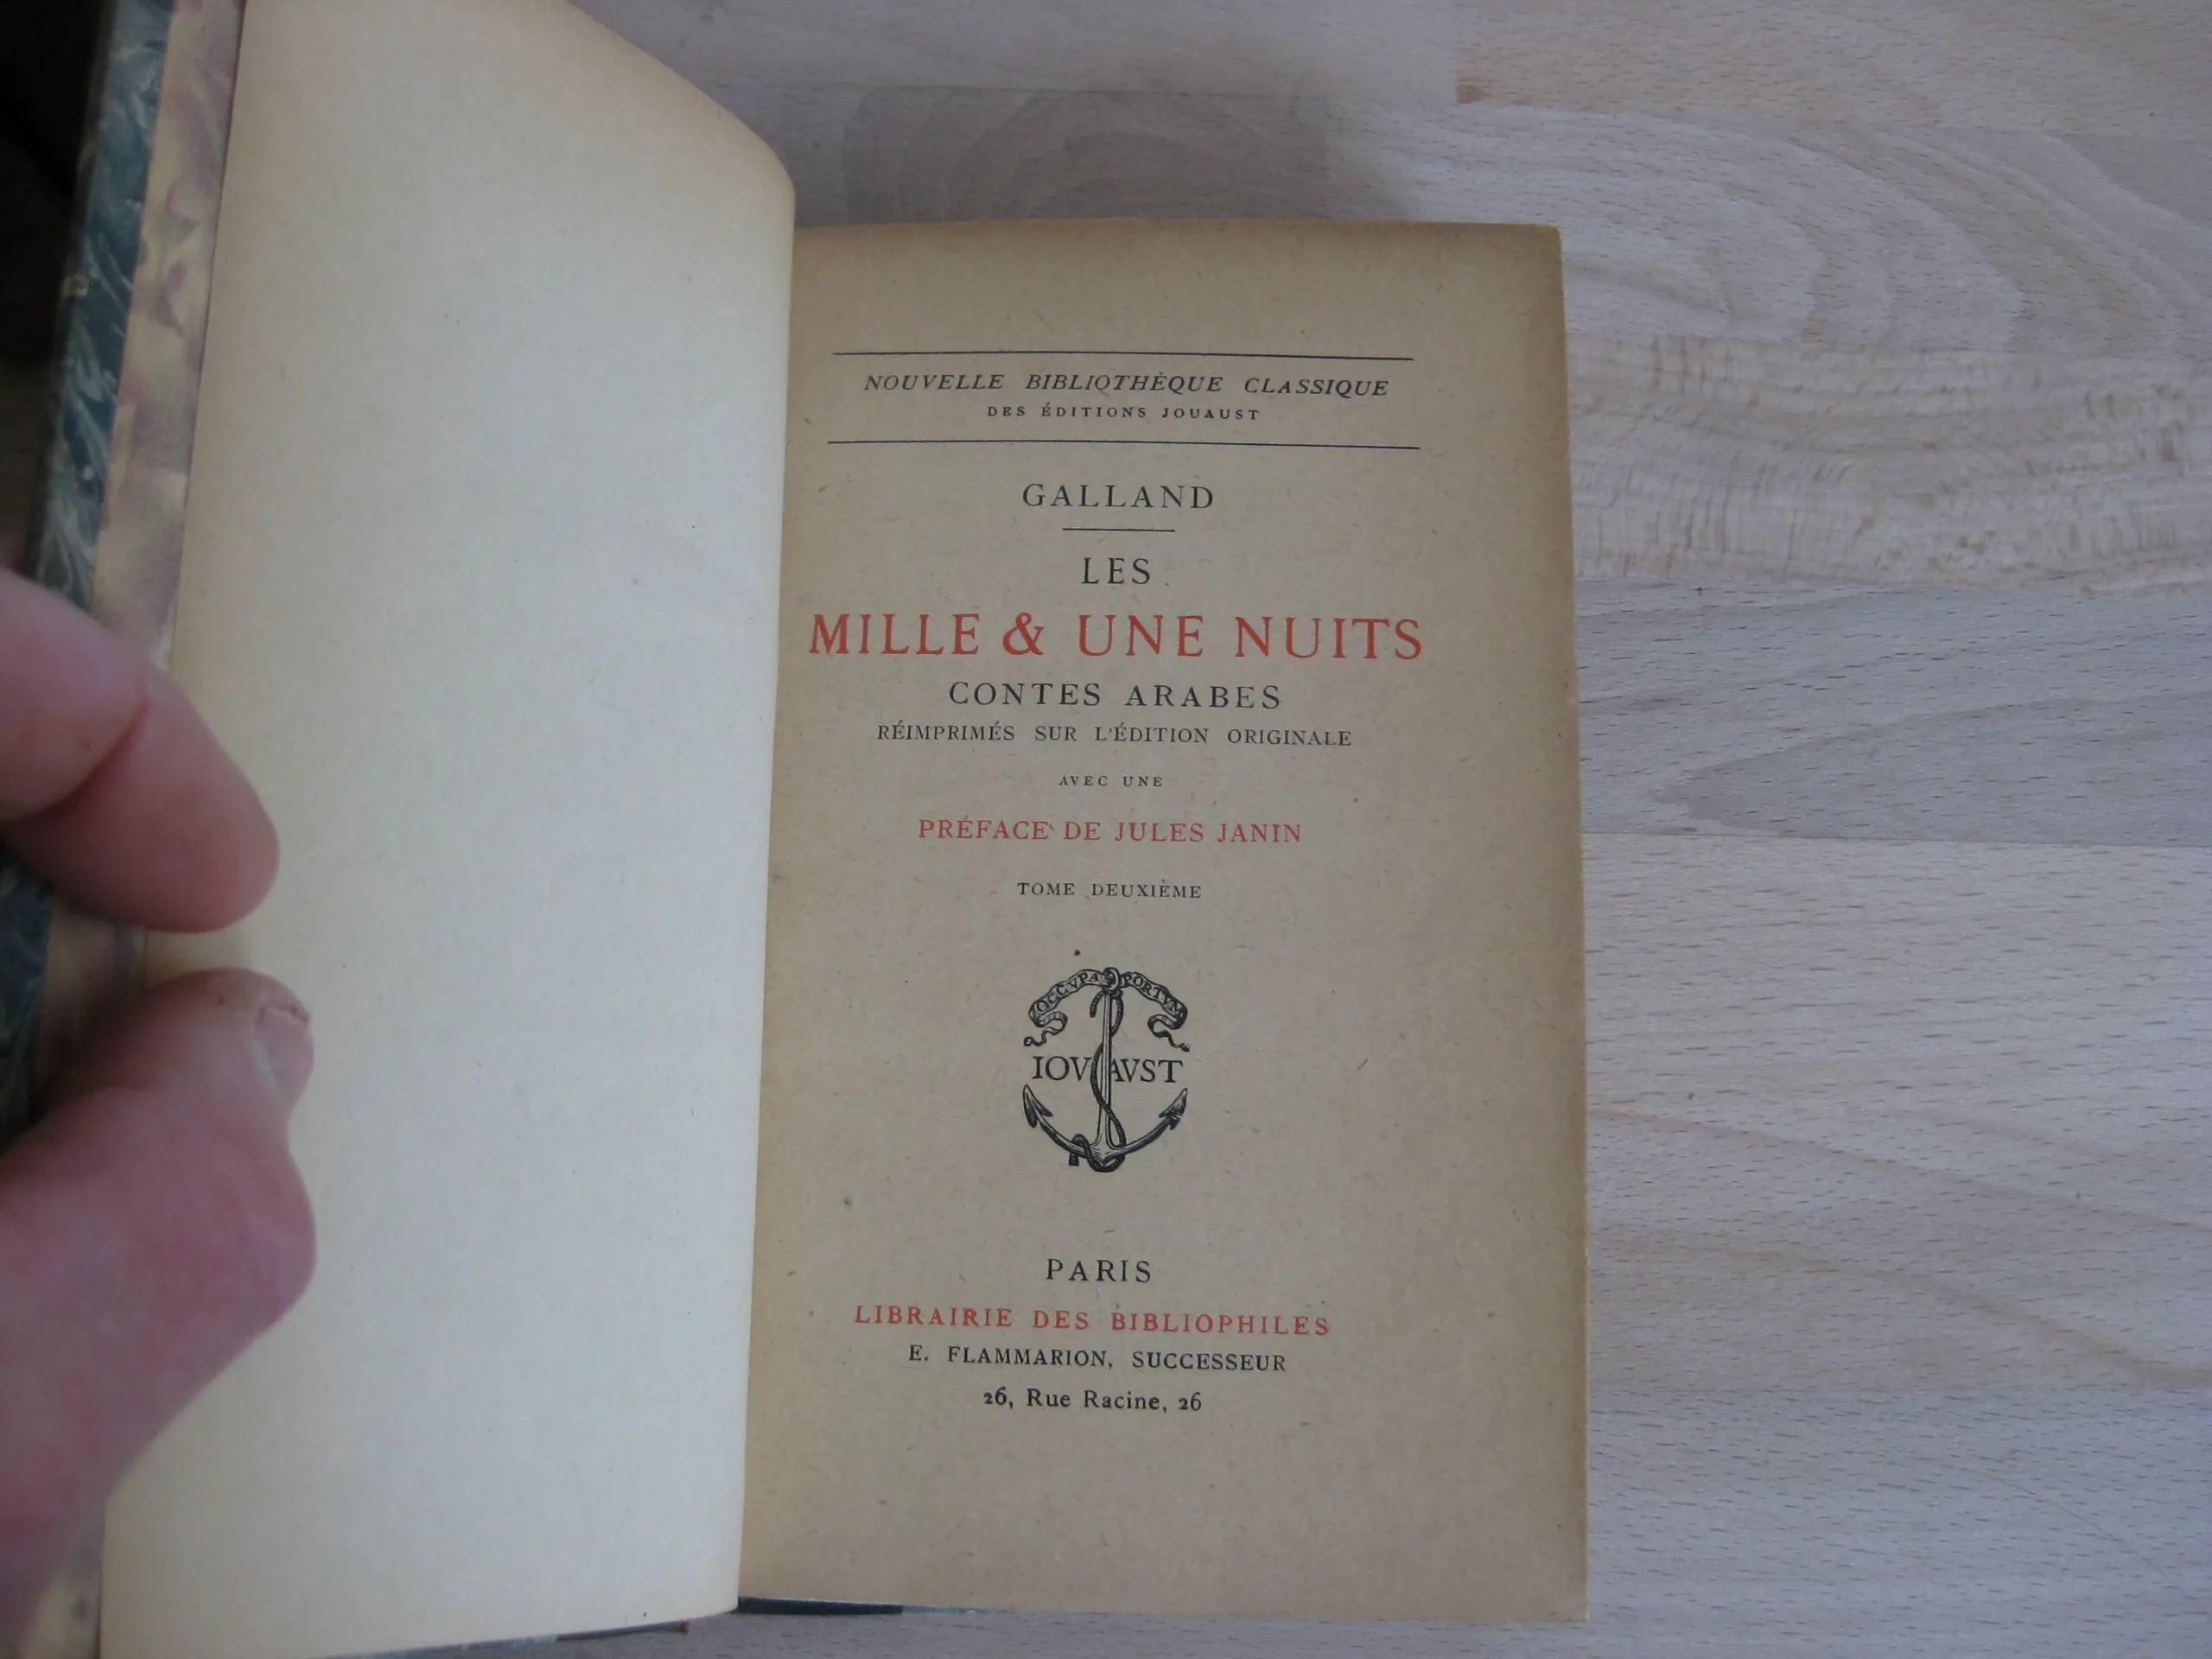 NOUVELLE BIBLIOTHÈQUE CLASSIQUE
DES ÉDITIONS JOUAUST
GALLAND
LES
MILLE & UNE NUITS
CONTES ARABES
RÉIMPRIMÉS SUR L'ÉDITION ORIGINALE
AVEC UNE
PRÉFACE DE JULES JANIN
TOME DEUXIÈME
OCCVPA PORTVM
IOVAVST
PARIS
LIBRAIRIE DES BIBLIOPHILES
E. FLAMMARION, SUCCESSEUR
26, Rue Racine, 26